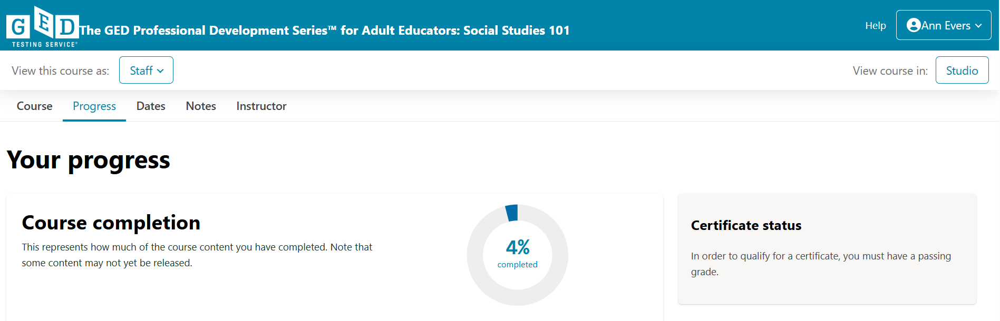 GED
TESTING SERVICE®
The GED Professional Development Series™ for Adult Educators: Social Studies 101
Help
Ann Evers
View this course as:
Staff
View course in:
Studio
Course
Progress
Dates
Notes
Instructor
Your progress
Course completion
This represents how much of the course content you have completed. Note that
some content may not yet be released.
4%
completed
Certificate status
In order to qualify for a certificate, you must have a passing
grade.